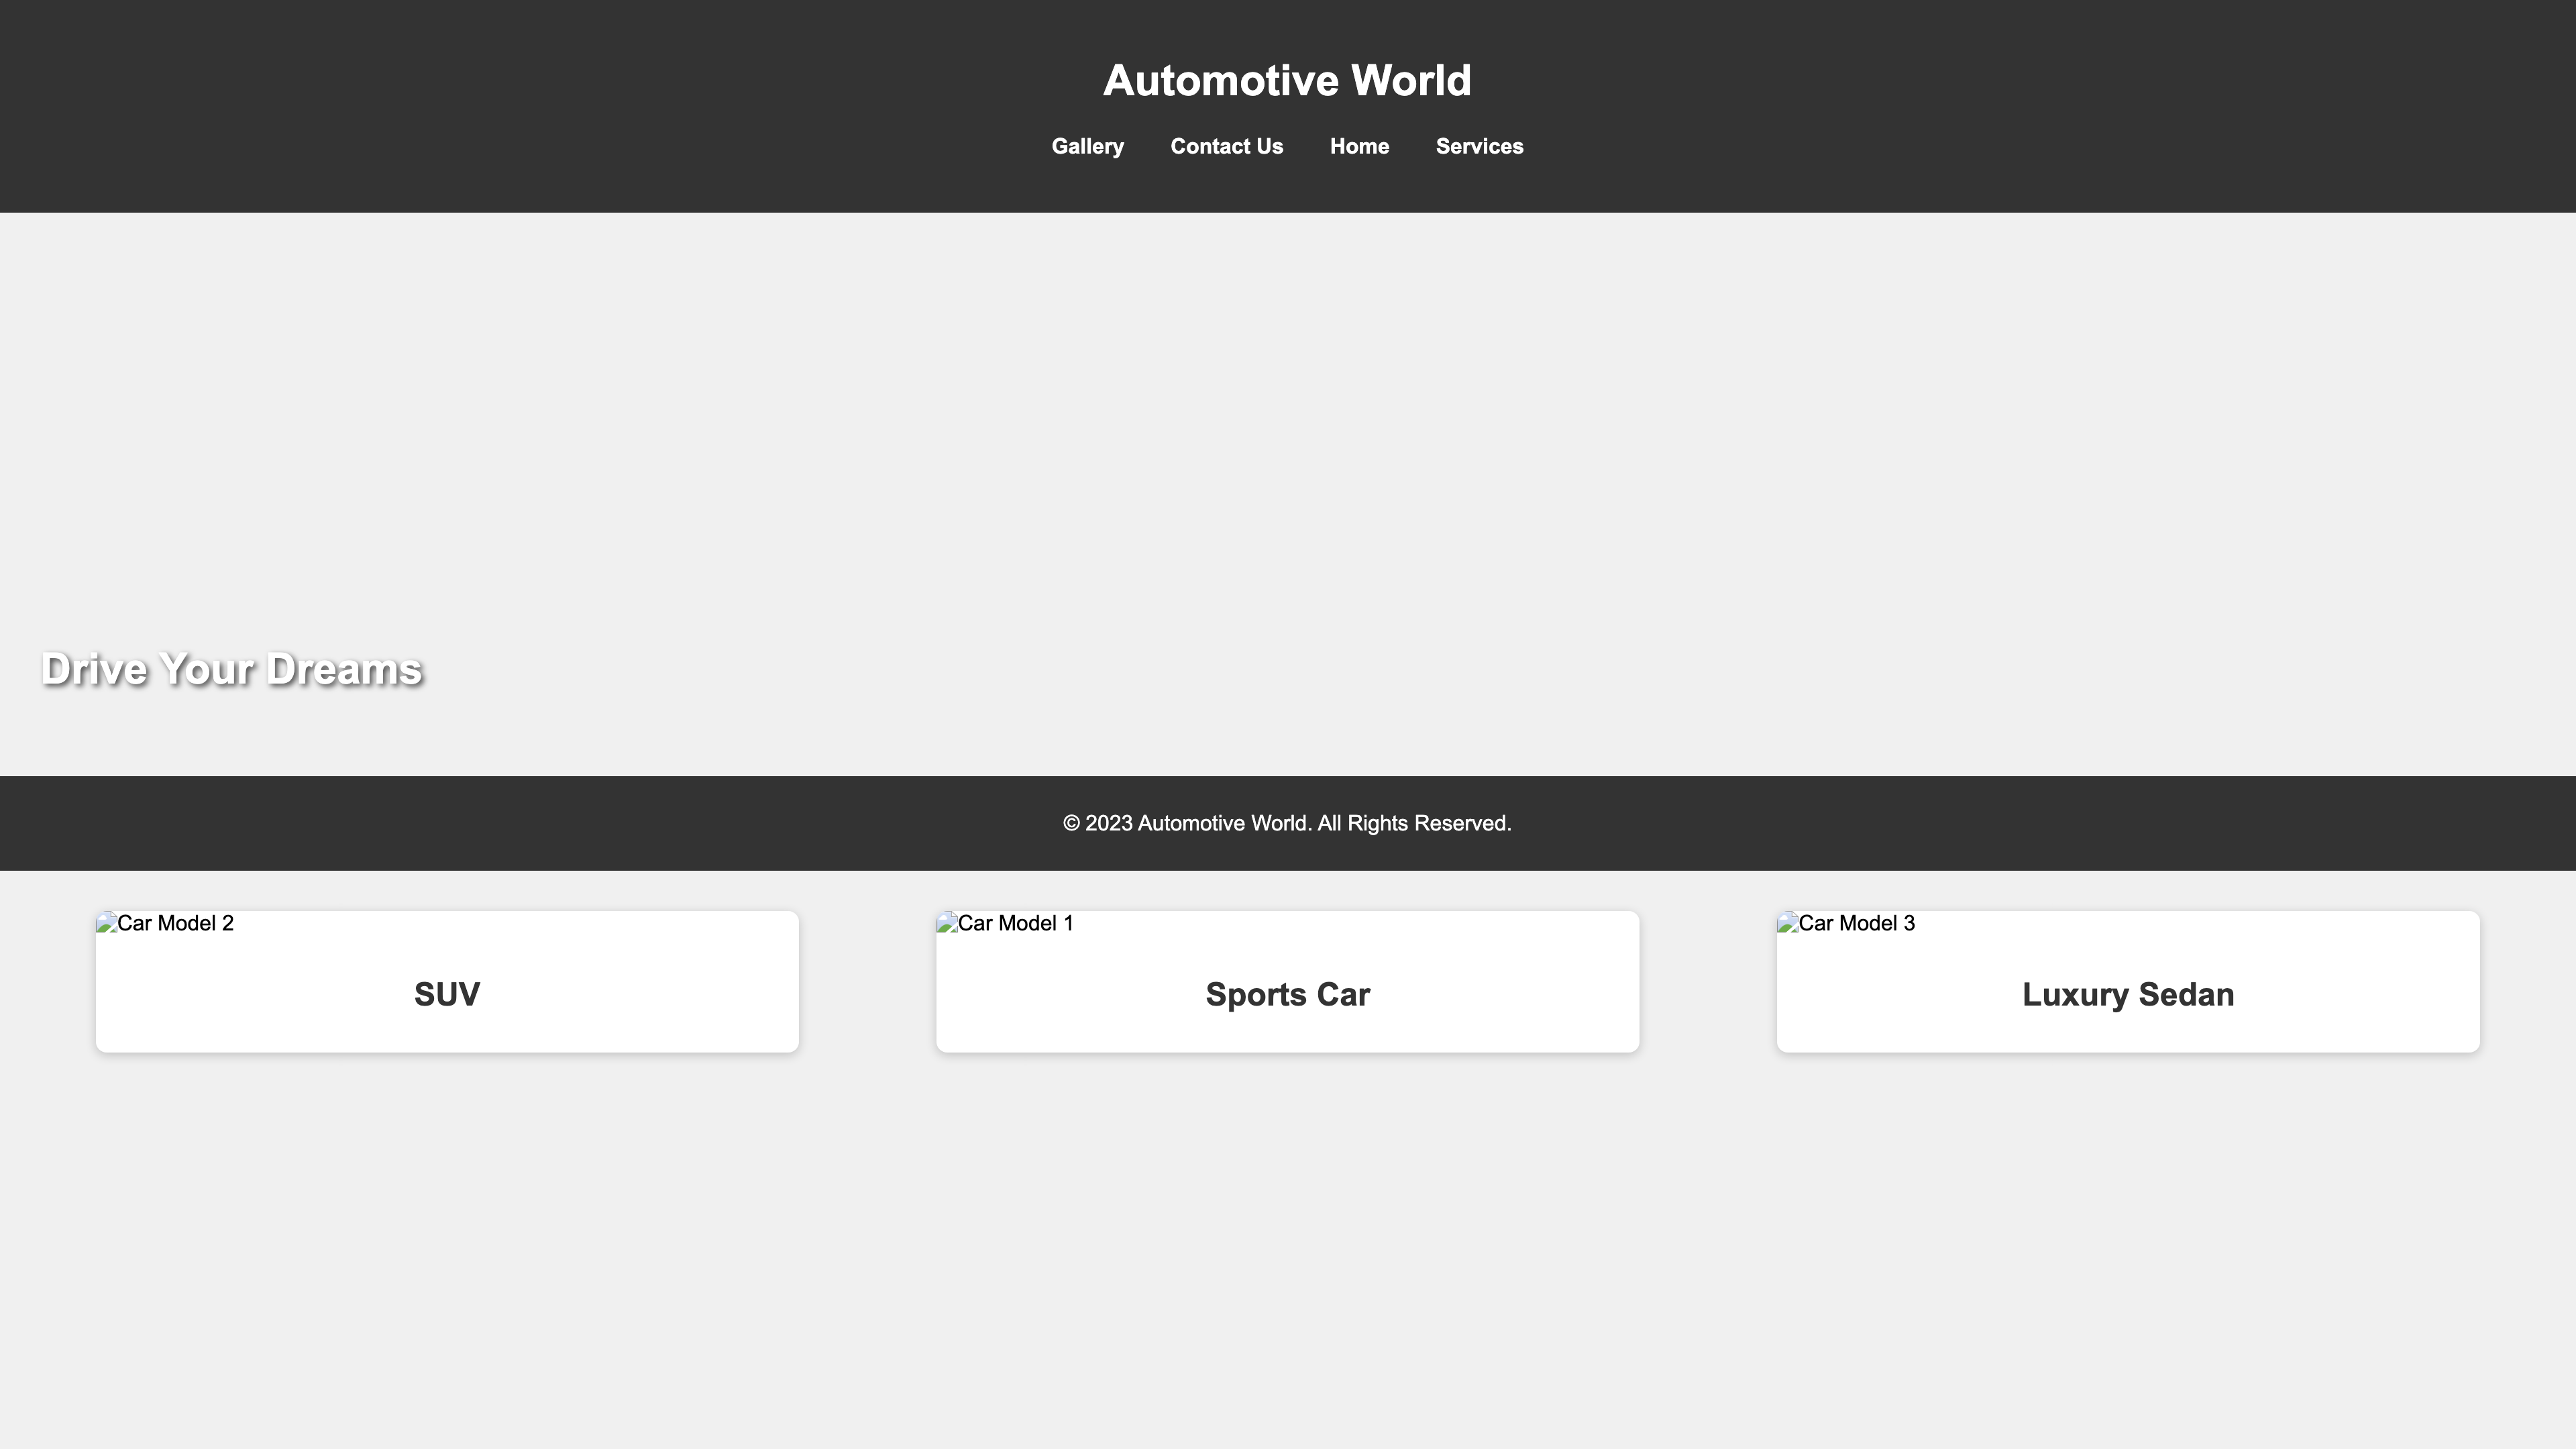 Automotive World
Gallery Contact Us Home Services
Drive Your Dreams
© 2023 Automotive World. All Rights Reserved.
Car Model 2
SUV
Car Model 1
Sports Car
Car Model 3
Luxury Sedan